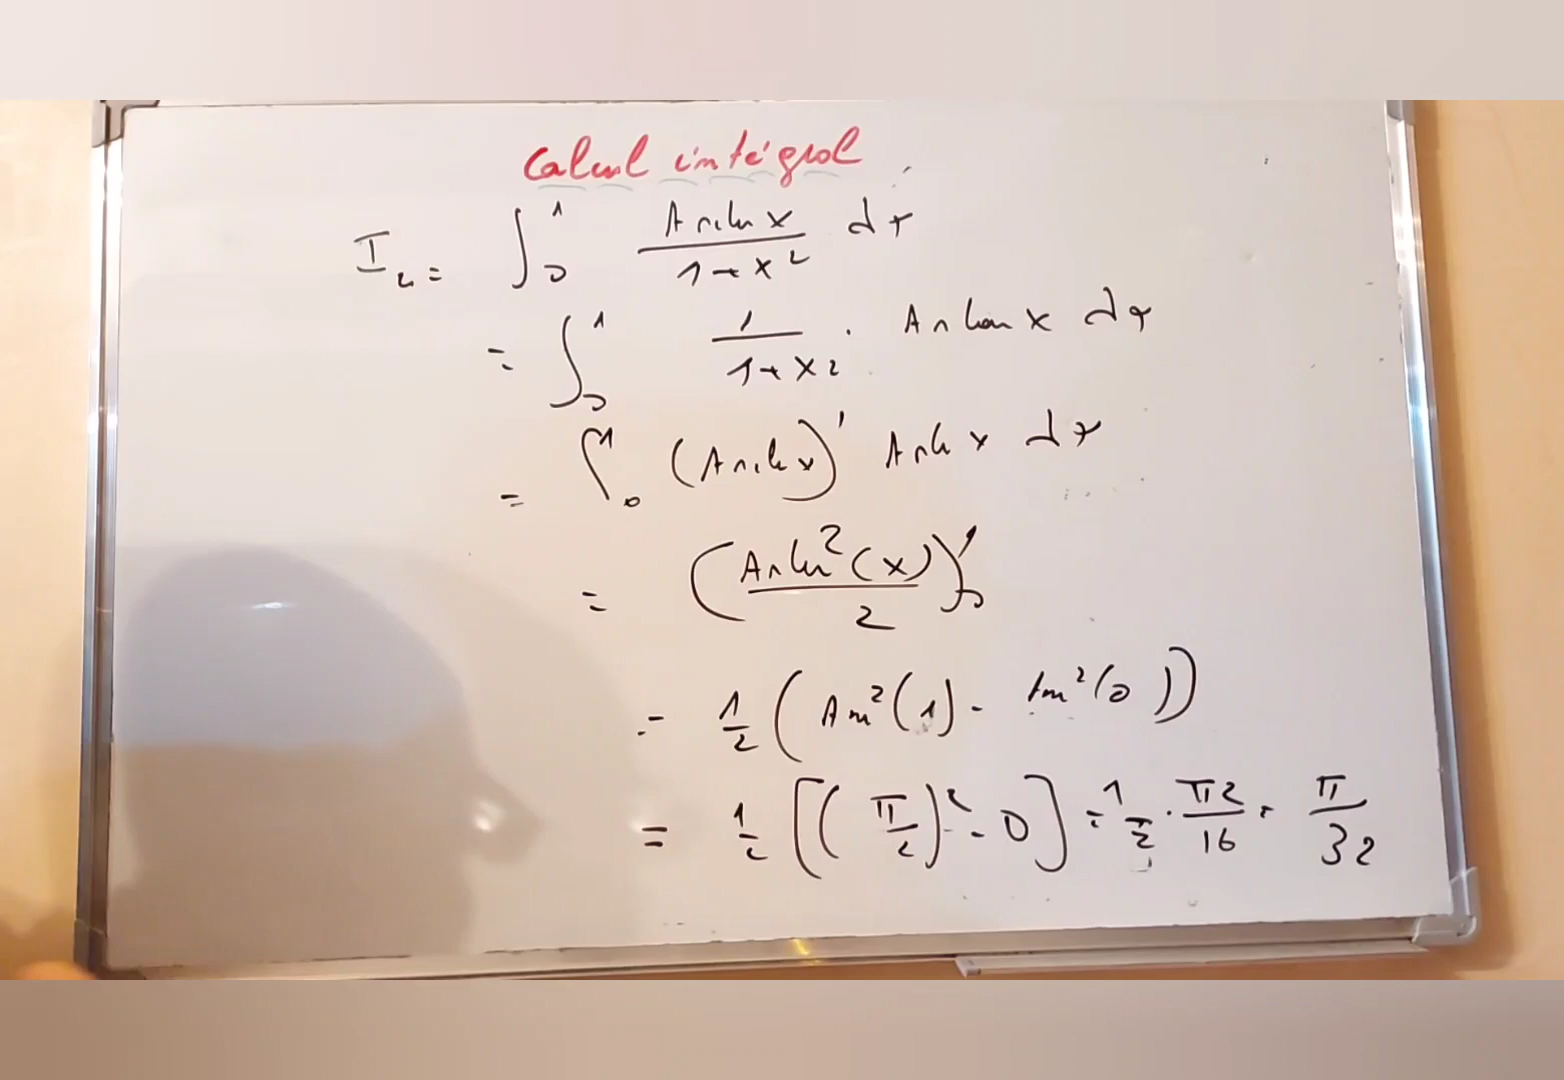 Calcul intégral
I₂ = ∫₀¹ Arctan x / (1 + x²) dx
= ∫₀¹ 1 / (1 + x²) · Arctan x dx
= ∫₀¹ (Arctan x)' Arctan x dx
= (Arctan²(x) / 2)₀¹
= 1/2 (Arctan²(1) - Arctan²(0))
= 1/2 [(π/2)² - 0] = 1/2 · π²/16 = π/32